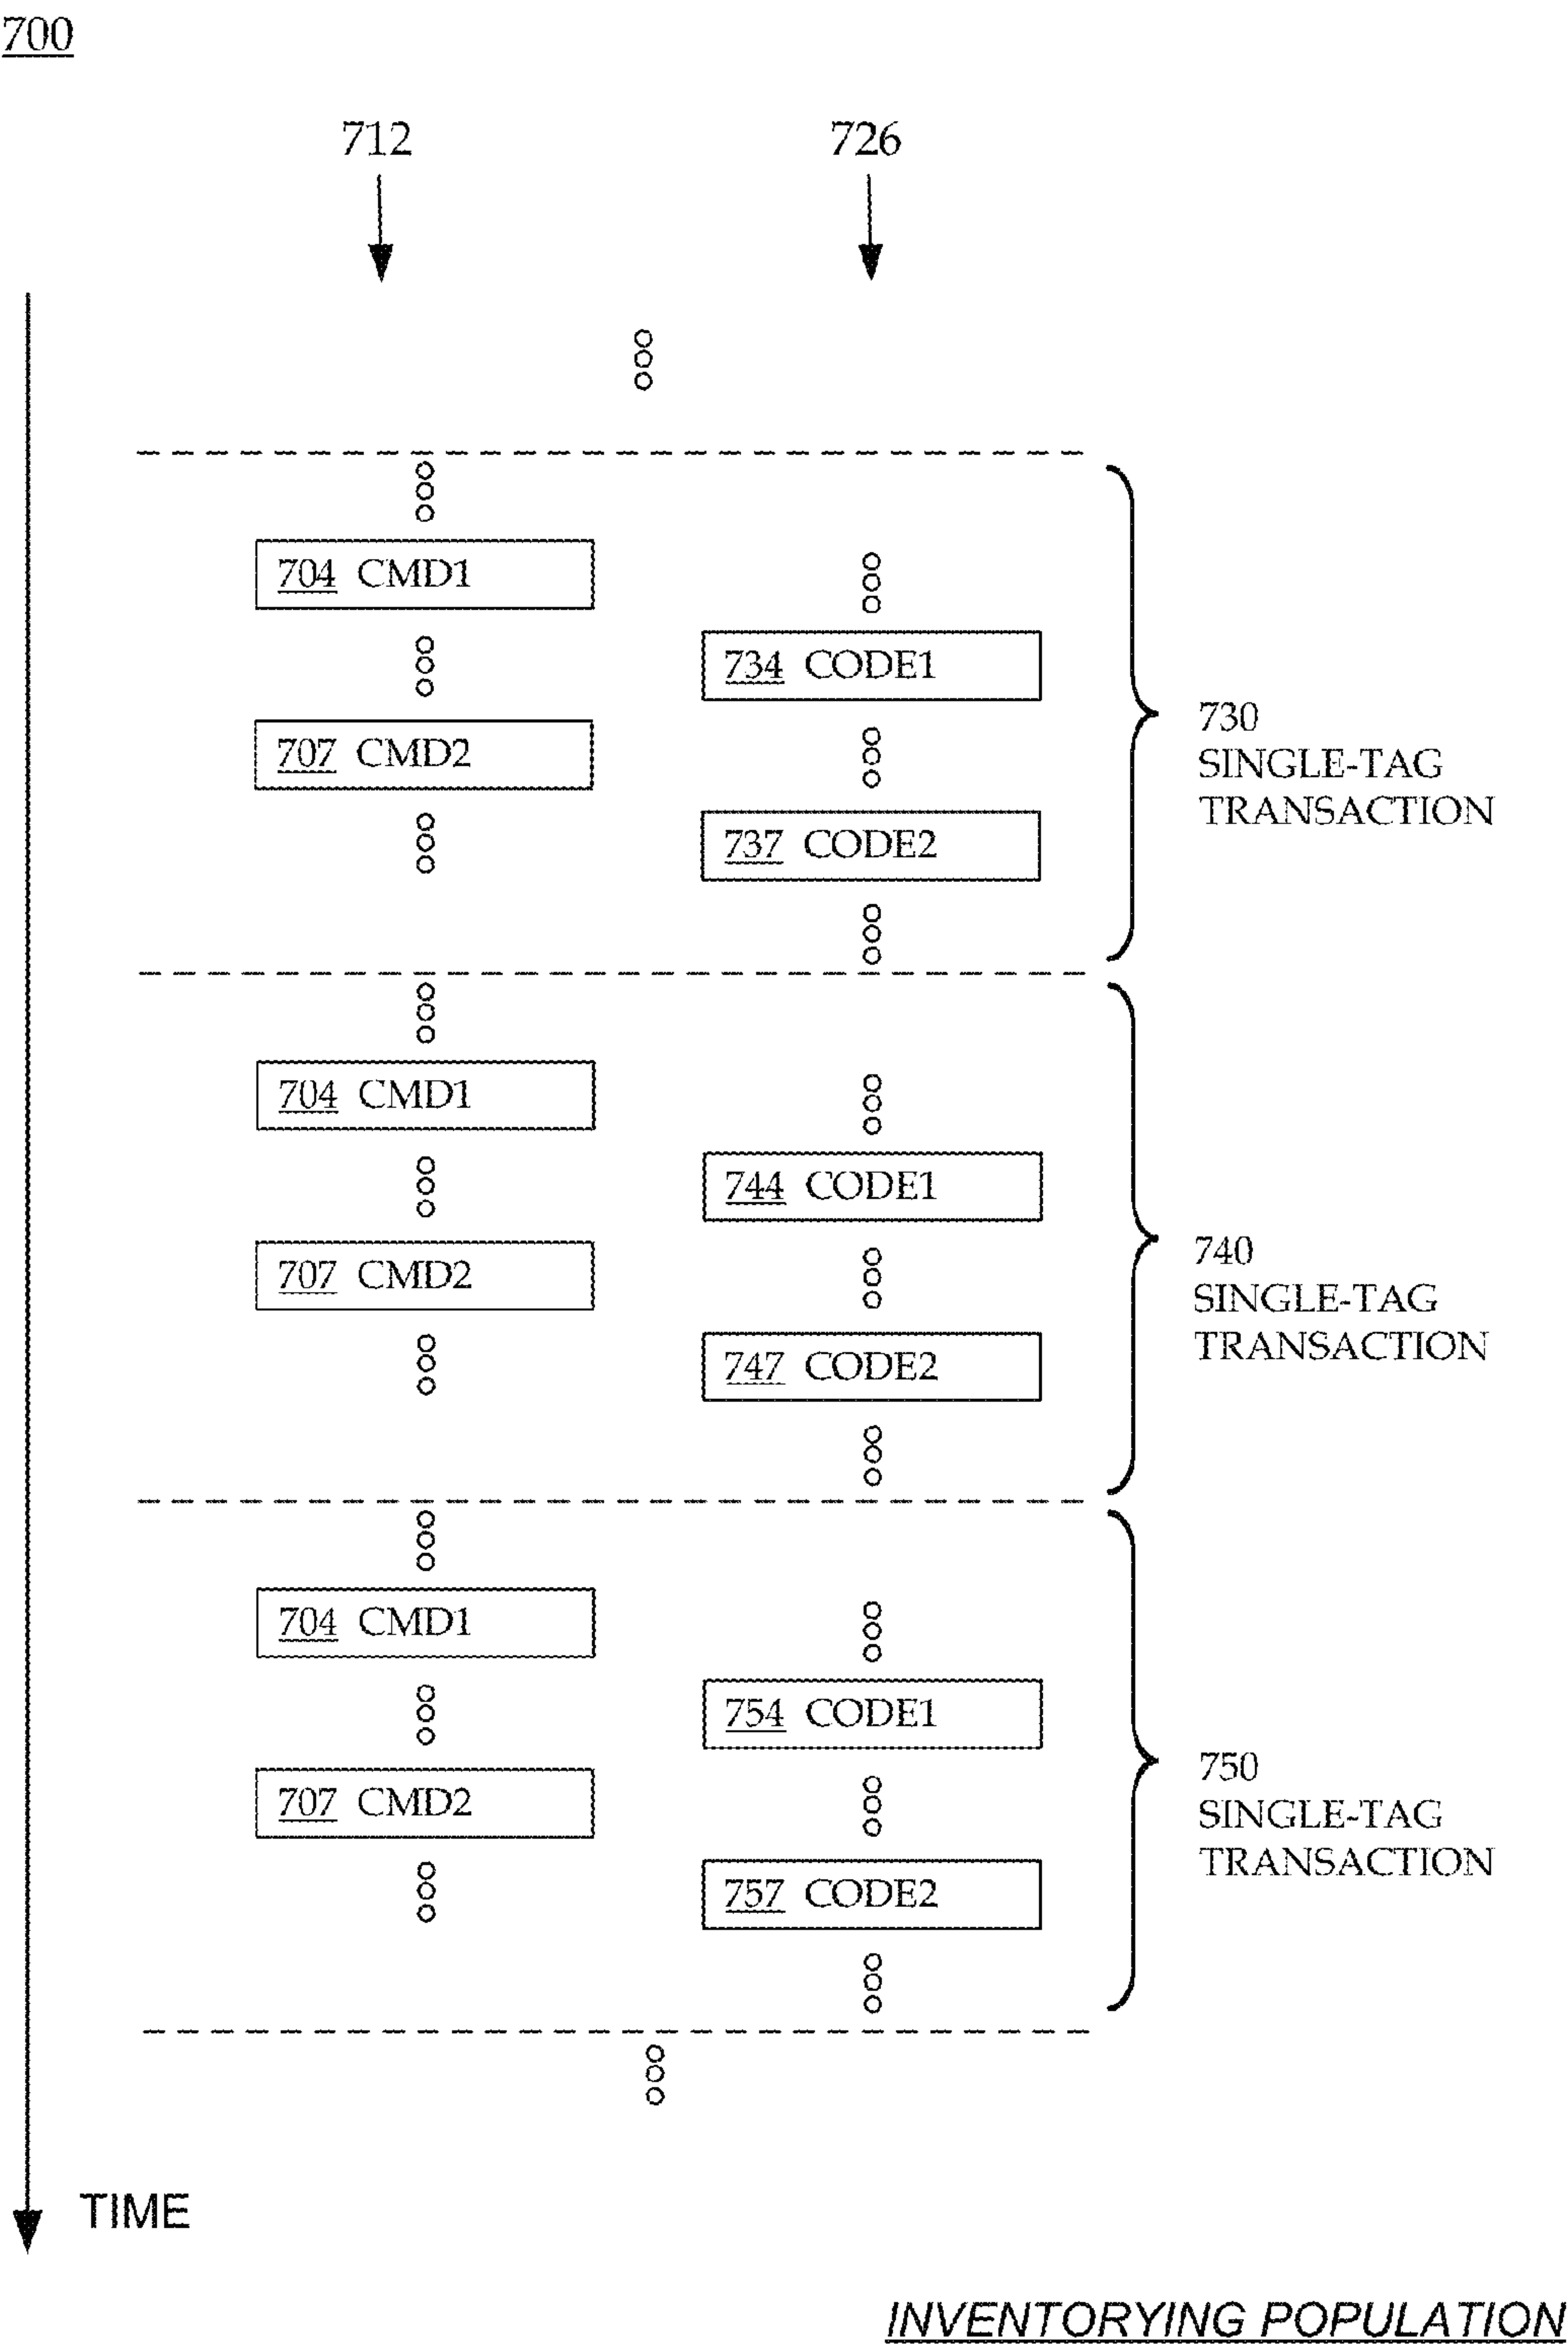 700
712 726
704 CMD1
734 CODE1
707 CMD2
737 CODE2
730
SINGLE-TAG
TRANSACTION
704 CMD1
744 CODE1
707 CMD2
747 CODE2
740
SINGLE-TAG
TRANSACTION
704 CMD1
754 CODE1
707 CMD2
757 CODE2
750
SINGLE-TAG
TRANSACTION
TIME
INVENTORYING POPULATION